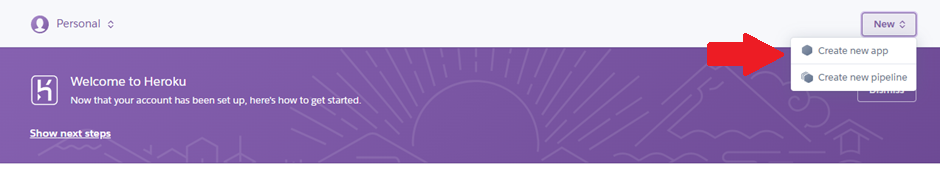 Personal
New
Create new app
Create new pipeline
Welcome to Heroku
Now that your account has been set up, here's how to get started.
Dismiss
Show next steps